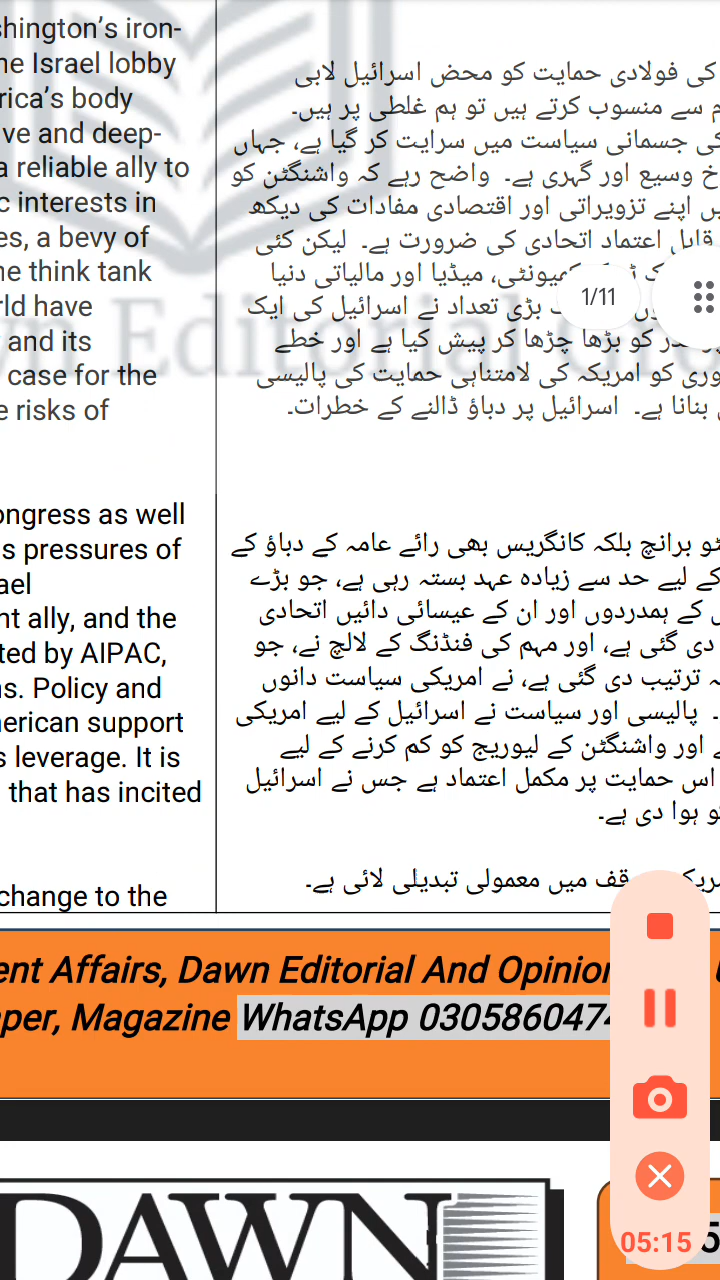 shington’s iron-
ne Israel lobby
rica’s body
ve and deep-
a reliable ally to
c interests in
es, a bevy of
ne think tank
rld have
and its
case for the
e risks of
ongress as well
s pressures of
ael
nt ally, and the
ted by AIPAC,
ns. Policy and
nerican support
s leverage. It is
that has incited
change to the
کی فولادی حمایت کو محض اسرائیل لابی
م سے منسوب کرتے ہیں تو ہم غلطی پر ہیں۔
کی جسمانی سیاست میں سرایت کر گیا ہے، جہاں
خ وسیع اور گہری ہے۔ واضح رہے کہ واشنگٹن کو
یں اپنے تزویراتی اور اقتصادی مفادات کی دیکھ
قابل اعتماد اتحادی کی ضرورت ہے۔ لیکن کئی
کمیونٹی، میڈیا اور مالیاتی دنیا
بڑی تعداد نے اسرائیل کی ایک
کو بڑھا چڑھا کر پیش کیا ہے اور خطے
وری کو امریکہ کی لامتناہی حمایت کی پالیسی
بنانا ہے۔ اسرائیل پر دباؤ ڈالنے کے خطرات۔
ٹو برانچ بلکہ کانگریس بھی رائے عامہ کے دباؤ کے
کے لیے حد سے زیادہ عہد بستہ رہی ہے، جو بڑے
کے ہمدردوں اور ان کے عیسائی دائیں اتحادی
دی گئی ہے، اور مہم کی فنڈنگ کے لالچ نے، جو
ہ ترتیب دی گئی ہے، نے امریکی سیاست دانوں
۔ پالیسی اور سیاست نے اسرائیل کے لیے امریکی
ے اور واشنگٹن کے لیوریج کو کم کرنے کے لیے
اس حمایت پر مکمل اعتماد ہے جس نے اسرائیل
کو ہوا دی ہے۔
قف میں معمولی تبدیلی لائی ہے۔
1/11
ent Affairs, Dawn Editorial And Opinion
per, Magazine WhatsApp 0305860474
DAWN
05:15
5